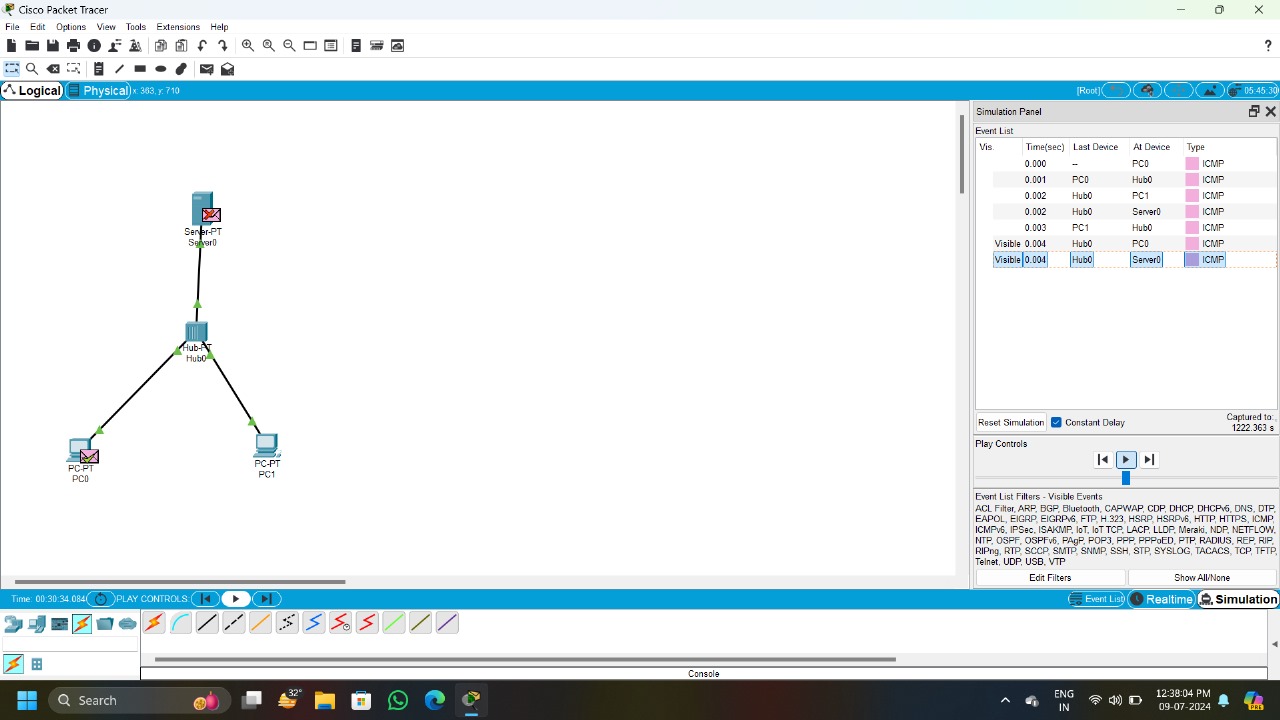 Cisco Packet Tracer
File Edit Options View Tools Extensions Help
?
Logical Physical x: 363, y: 710 [Root] 05:45:30
Simulation Panel
Event List
Vis. Time(sec) Last Device At Device Type
0.000 -- PC0 ICMP
0.001 PC0 Hub0 ICMP
0.002 Hub0 PC1 ICMP
0.002 Hub0 Server0 ICMP
0.003 PC1 Hub0 ICMP
Visible 0.004 Hub0 PC0 ICMP
Visible 0.004 Hub0 Server0 ICMP
Server-PT
Server0
Hub-PT
Hub0
PC-PT
PC0
PC-PT
PC1
Reset Simulation Constant Delay Captured to:
1222.363 s
Play Controls
Event List Filters - Visible Events
ACL Filter, ARP, BGP, Bluetooth, CAPWAP, CDP, DHCP, DHCPv6, DNS, DTP,
EAPOL, EIGRP, EIGRPv6, FTP, H.323, HSRP, HSRPv6, HTTP, HTTPS, ICMP,
ICMPv6, IPSec, ISAKMP, IoT, IoT TCP, LACP, LLDP, Meraki, NDP, NETFLOW,
NTP, OSPF, OSPFv6, PAgP, POP3, PPP, PPPoED, PTP, RADIUS, REP, RIP,
RIPng, RTP, SCCP, SMTP, SNMP, SSH, STP, SYSLOG, TACACS, TCP, TFTP,
Telnet, UDP, USB, VTP
Edit Filters Show All/None
Time: 00:30:34.084 PLAY CONTROLS: Event List Realtime Simulation
Console
Search 32° ENG
IN 12:38:04 PM
09-07-2024 PRE